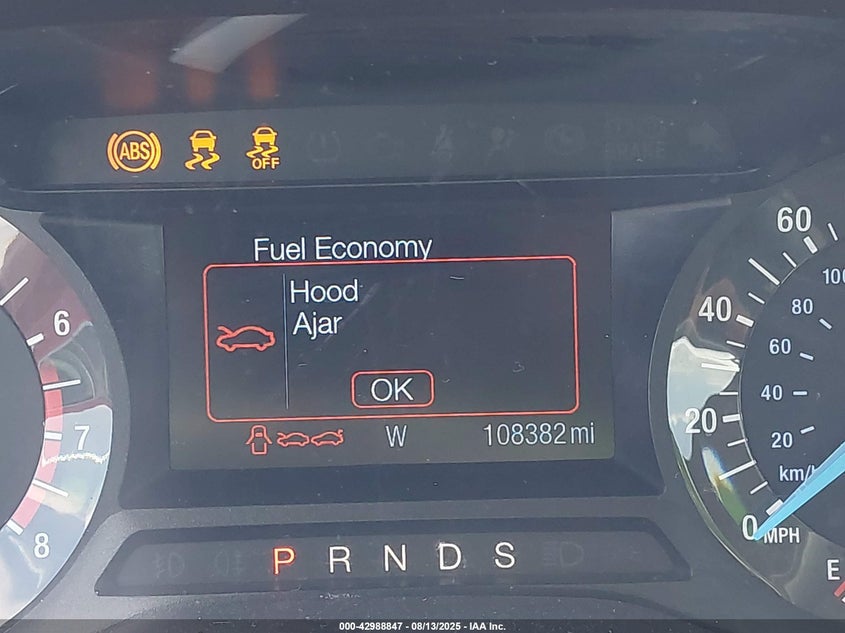 ABS
OFF
Fuel Economy
Hood
Ajar
OK
W 108382 mi
P R N D S
6
7
8
60
40
20
0 MPH
100
80
60
40
20
km/h
E
000-42988847 - 08/13/2025 - IAA Inc.